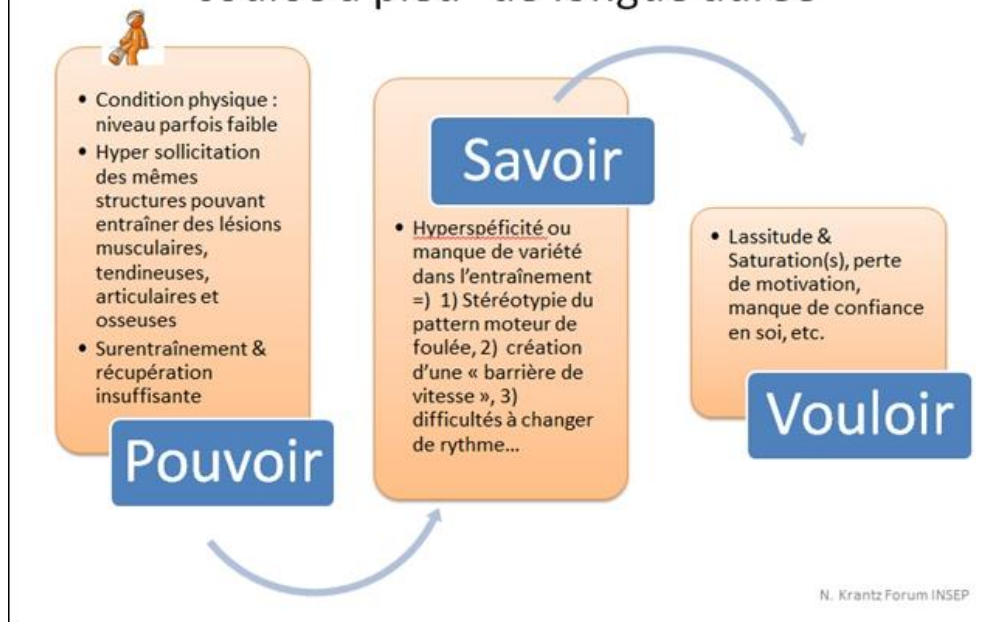 • Condition physique :
niveau parfois faible
• Hyper sollicitation
des mêmes
structures pouvant
entraîner des lésions
musculaires,
tendineuses,
articulaires et
osseuses
• Surentraînement &
récupération
insuffisante
Pouvoir
Savoir
• Hyperspéficité ou
manque de variété
dans l’entraînement
=) 1) Stéréotypie du
pattern moteur de
foulée, 2) création
d’une « barrière de
vitesse », 3)
difficultés à changer
de rythme…
• Lassitude &
Saturation(s), perte
de motivation,
manque de confiance
en soi, etc.
Vouloir
N. Krantz Forum INSEP